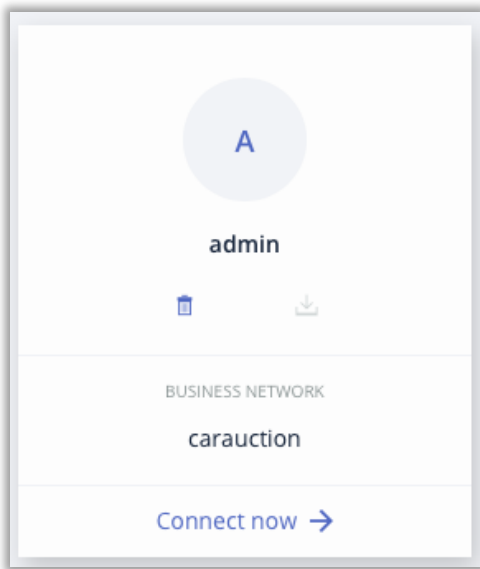 A
admin
BUSINESS NETWORK
carauction
Connect now